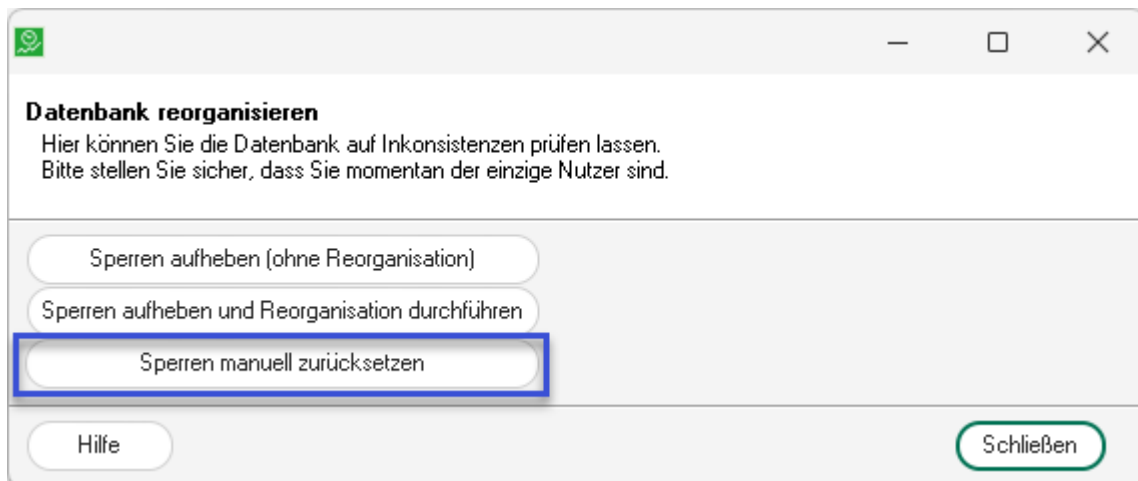 Datenbank reorganisieren
Hier können Sie die Datenbank auf Inkonsistenzen prüfen lassen.
Bitte stellen Sie sicher, dass Sie momentan der einzige Nutzer sind.
Sperren aufheben (ohne Reorganisation)
Sperren aufheben und Reorganisation durchführen
Sperren manuell zurücksetzen
Hilfe
Schließen